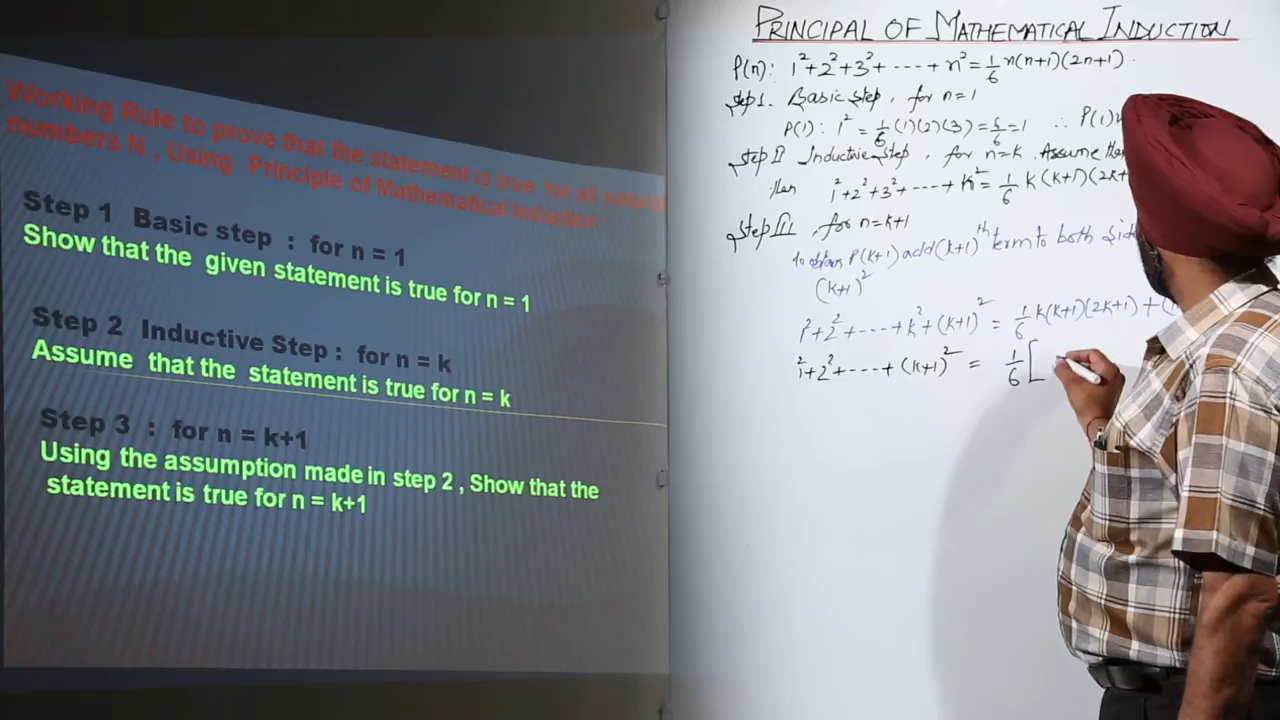 Working Rule to prove that the statement is true for all natural
numbers N , Using Principle of Mathematical Induction
Step 1 Basic step : for n = 1
Show that the given statement is true for n = 1
Step 2 Inductive Step : for n = k
Assume that the statement is true for n = k
Step 3 : for n = k+1
Using the assumption made in step 2 , Show that the
statement is true for n = k+1
PRINCIPAL OF MATHEMATICAL INDUCTION
P(n): 1²+2²+3²+ ---- + n² = 1/6 n(n+1)(2n+1).
Step 1. Basic step, for n=1
P(1): 1² = 1/6 (1)(2)(3) = 6/6 = 1 ∴ P(1)
Step II Inductive Step, for n=k. Assume
then 1²+2²+3²+ ---- + k² = 1/6 k(k+1)(2k+
Step III, for n=k+1
to obtain P(k+1) add (k+1)th term to both
(k+1)²
1²+2²+ ---- + k²+(k+1)² = 1/6 k(k+1)(2k+1) + (
1²+2²+ ---- + (k+1)² = 1/6 [